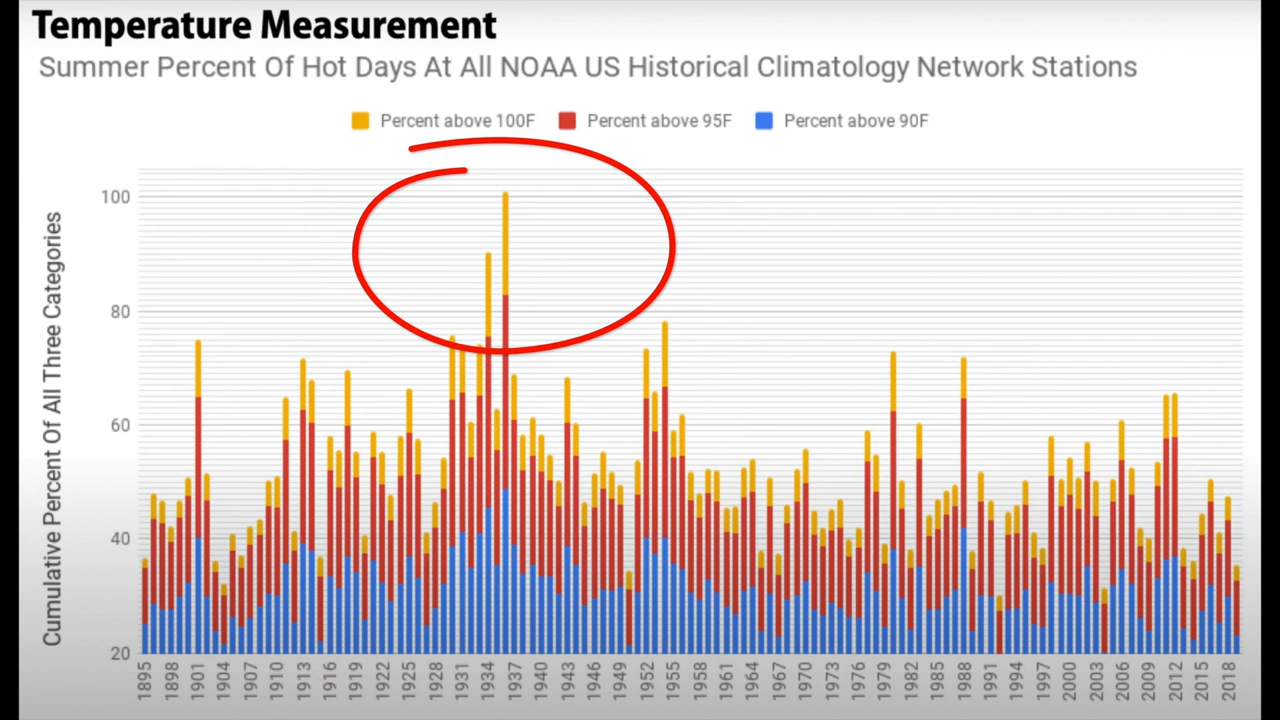 Temperature Measurement
Summer Percent Of Hot Days At All NOAA US Historical Climatology Network Stations
Percent above 100F Percent above 95F Percent above 90F
Cumulative Percent Of All Three Categories
100
80
60
40
20
1895 1898 1901 1904 1907 1910 1913 1916 1919 1922 1925 1928 1931 1934 1937 1940 1943 1946 1949 1952 1955 1958 1961 1964 1967 1970 1973 1976 1979 1982 1985 1988 1991 1994 1997 2000 2003 2006 2009 2012 2015 2018